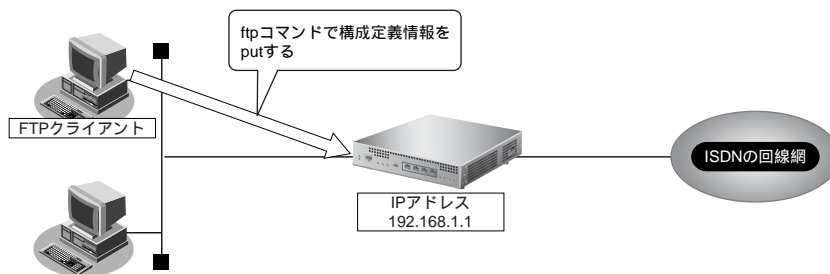 ftpコマンドで構成定義情報を
putする
FTPクライアント
IPアドレス
192.168.1.1
ISDNの回線網